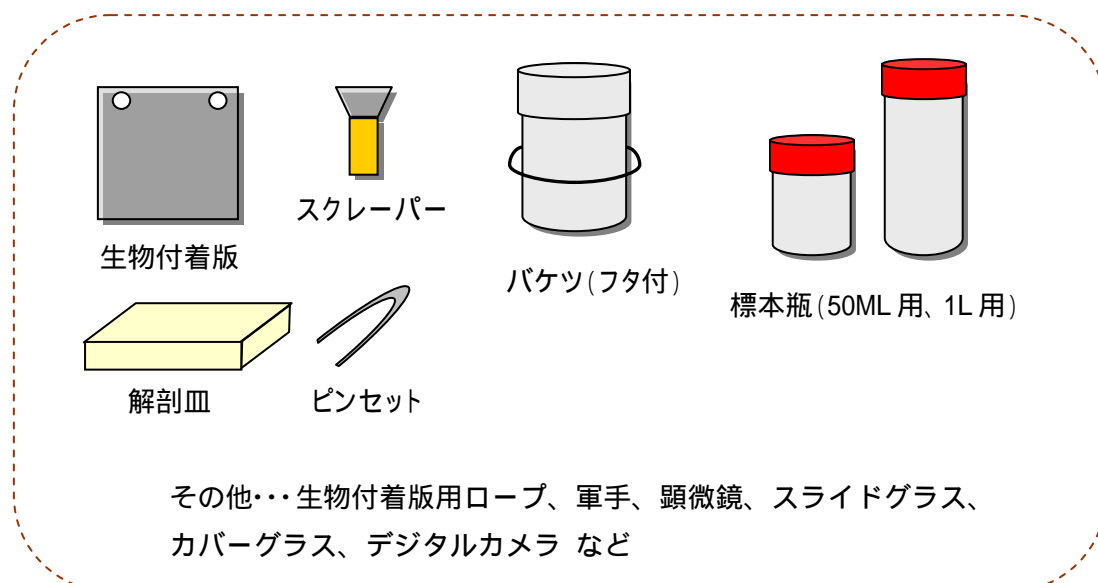 スクレーパー
生物付着版
バケツ(フタ付)
標本瓶(50ML用、1L用)
解剖皿
ピンセット
その他･･･生物付着版用ロープ、軍手、顕微鏡、スライドグラス、
カバーグラス、デジタルカメラ など